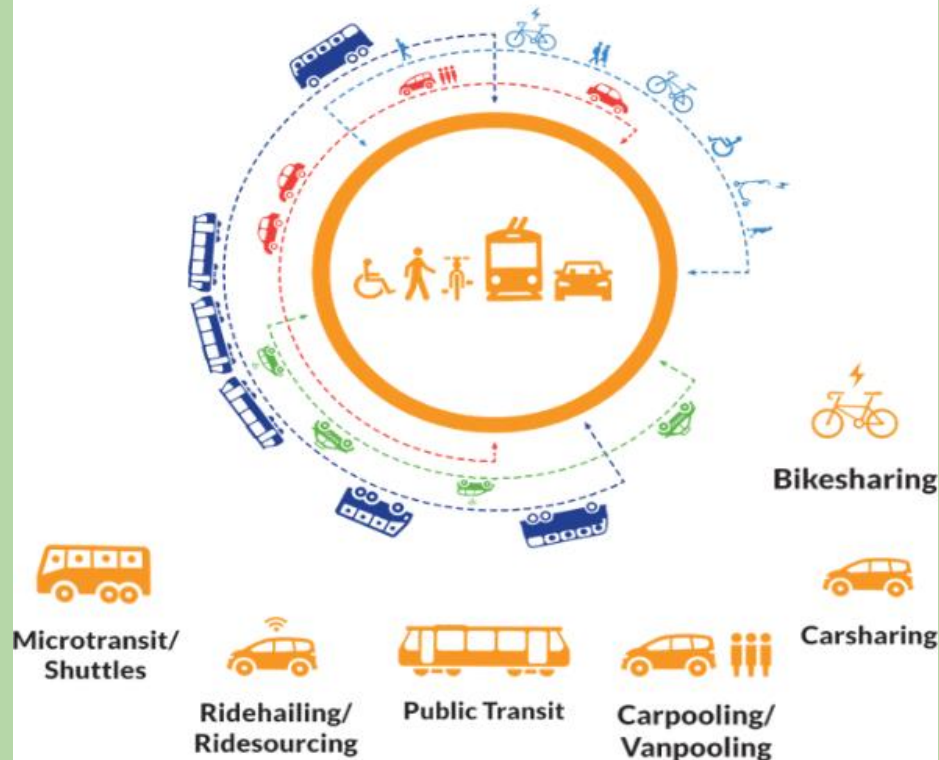 Bikesharing
Microtransit/
Shuttles
Ridehailing/
Ridesourcing
Public Transit
Carpooling/
Vanpooling
Carsharing